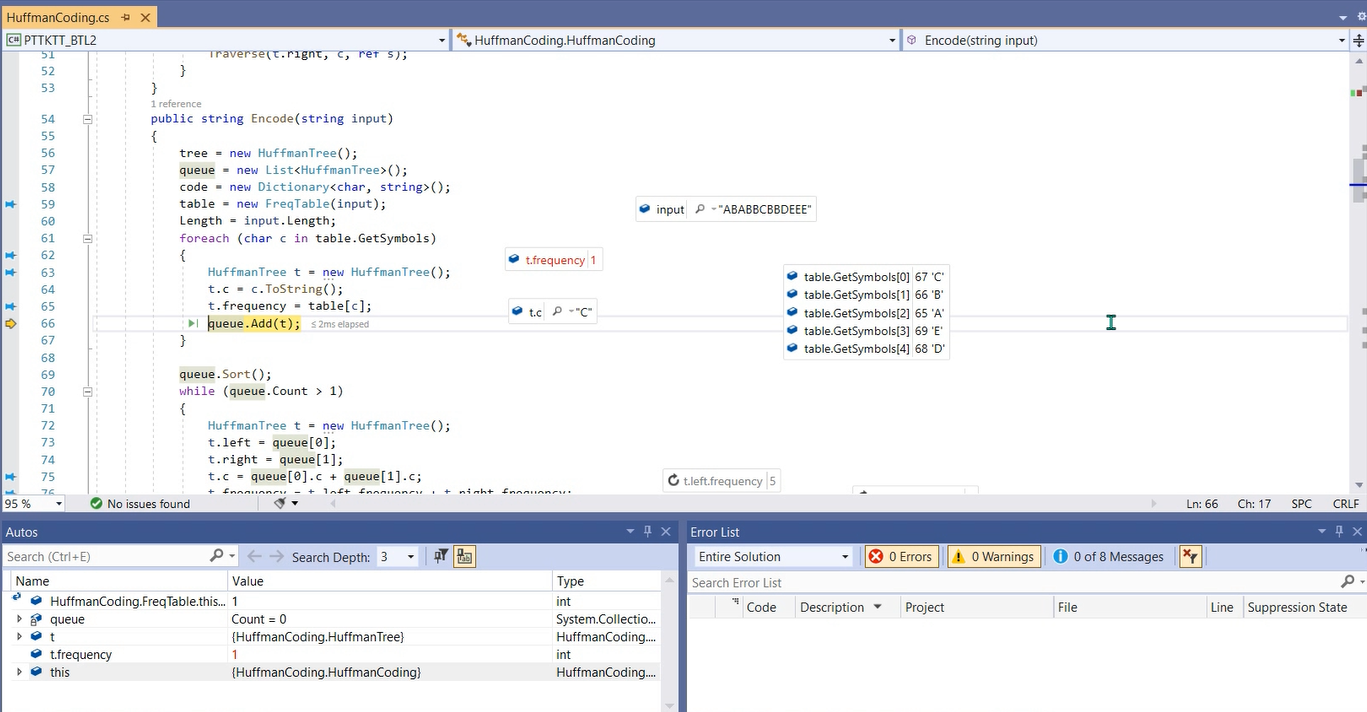 HuffmanCoding.cs
PTTKTT_BTL2
HuffmanCoding.HuffmanCoding
Encode(string input)
51 Traverse(t.right, c, ref s);
52 }
53 }
1 reference
54 public string Encode(string input)
55 {
56 tree = new HuffmanTree();
57 queue = new List<HuffmanTree>();
58 code = new Dictionary<char, string>();
59 table = new FreqTable(input);
input "ABABBCBBDEEE"
60 Length = input.Length;
61 foreach (char c in table.GetSymbols)
62 {
t.frequency 1
63 HuffmanTree t = new HuffmanTree();
table.GetSymbols[0] 67 'C'
64 t.c = c.ToString();
table.GetSymbols[1] 66 'B'
65 t.frequency = table[c];
t.c "C"
table.GetSymbols[2] 65 'A'
66 queue.Add(t); ≤ 2ms elapsed
table.GetSymbols[3] 69 'E'
67 }
table.GetSymbols[4] 68 'D'
68
69 queue.Sort();
70 while (queue.Count > 1)
71 {
72 HuffmanTree t = new HuffmanTree();
73 t.left = queue[0];
74 t.right = queue[1];
75 t.c = queue[0].c + queue[1].c;
t.left.frequency 5
76 t.frequency = t.left.frequency + t.right.frequency;
95 % No issues found Ln: 66 Ch: 17 SPC CRLF
Autos
Search (Ctrl+E) Search Depth: 3
Name Value Type
HuffmanCoding.FreqTable.this... 1 int
queue Count = 0 System.Collectio...
t {HuffmanCoding.HuffmanTree} HuffmanCoding....
t.frequency 1 int
this {HuffmanCoding.HuffmanCoding} HuffmanCoding....
Error List
Entire Solution 0 Errors 0 Warnings 0 of 8 Messages
Search Error List
Code Description Project File Line Suppression State